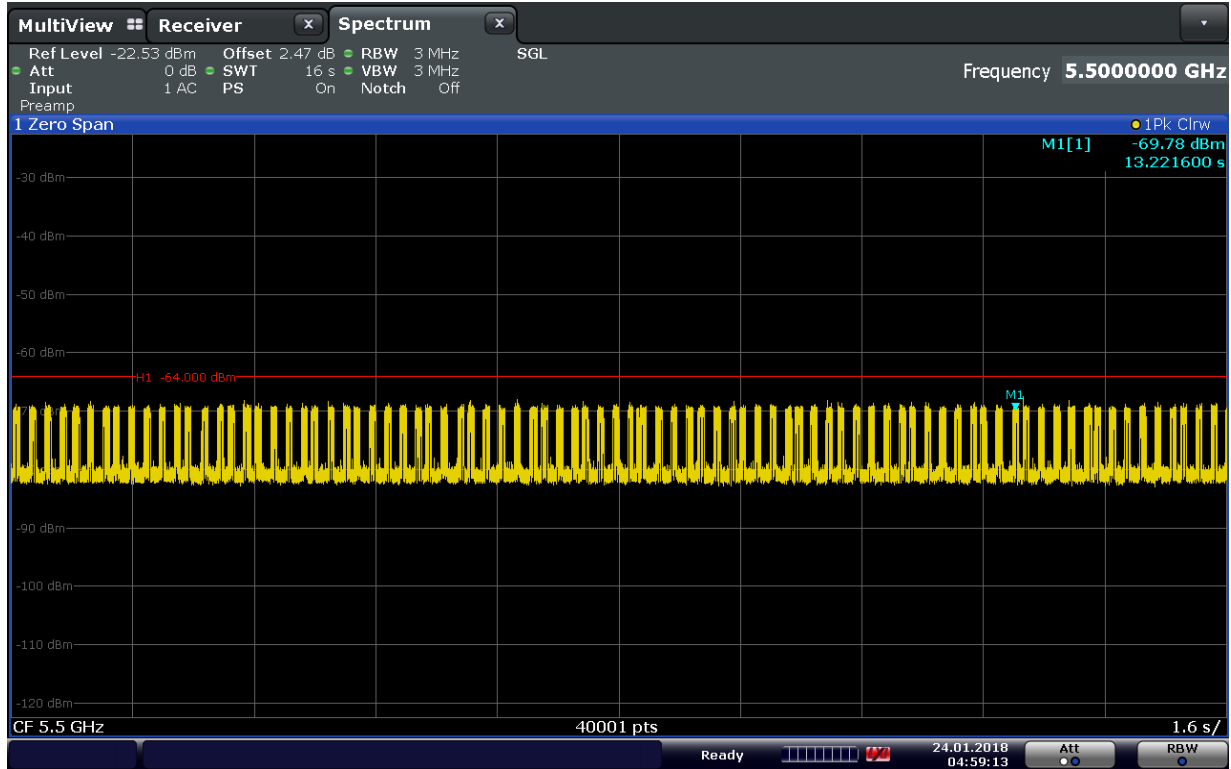 MultiView Receiver X Spectrum X
Ref Level -22.53 dBm Offset 2.47 dB RBW 3 MHz SGL
Att 0 dB SWT 16 s VBW 3 MHz Frequency 5.5000000 GHz
Input 1 AC PS On Notch Off
Preamp
1 Zero Span 1Pk Clrw
M1[1] -69.78 dBm
13.221600 s
-30 dBm
-40 dBm
-50 dBm
-60 dBm
H1 -64.000 dBm
M1
-90 dBm
-100 dBm
-110 dBm
-120 dBm
CF 5.5 GHz 40001 pts 1.6 s/
Ready 24.01.2018 Att RBW
04:59:13